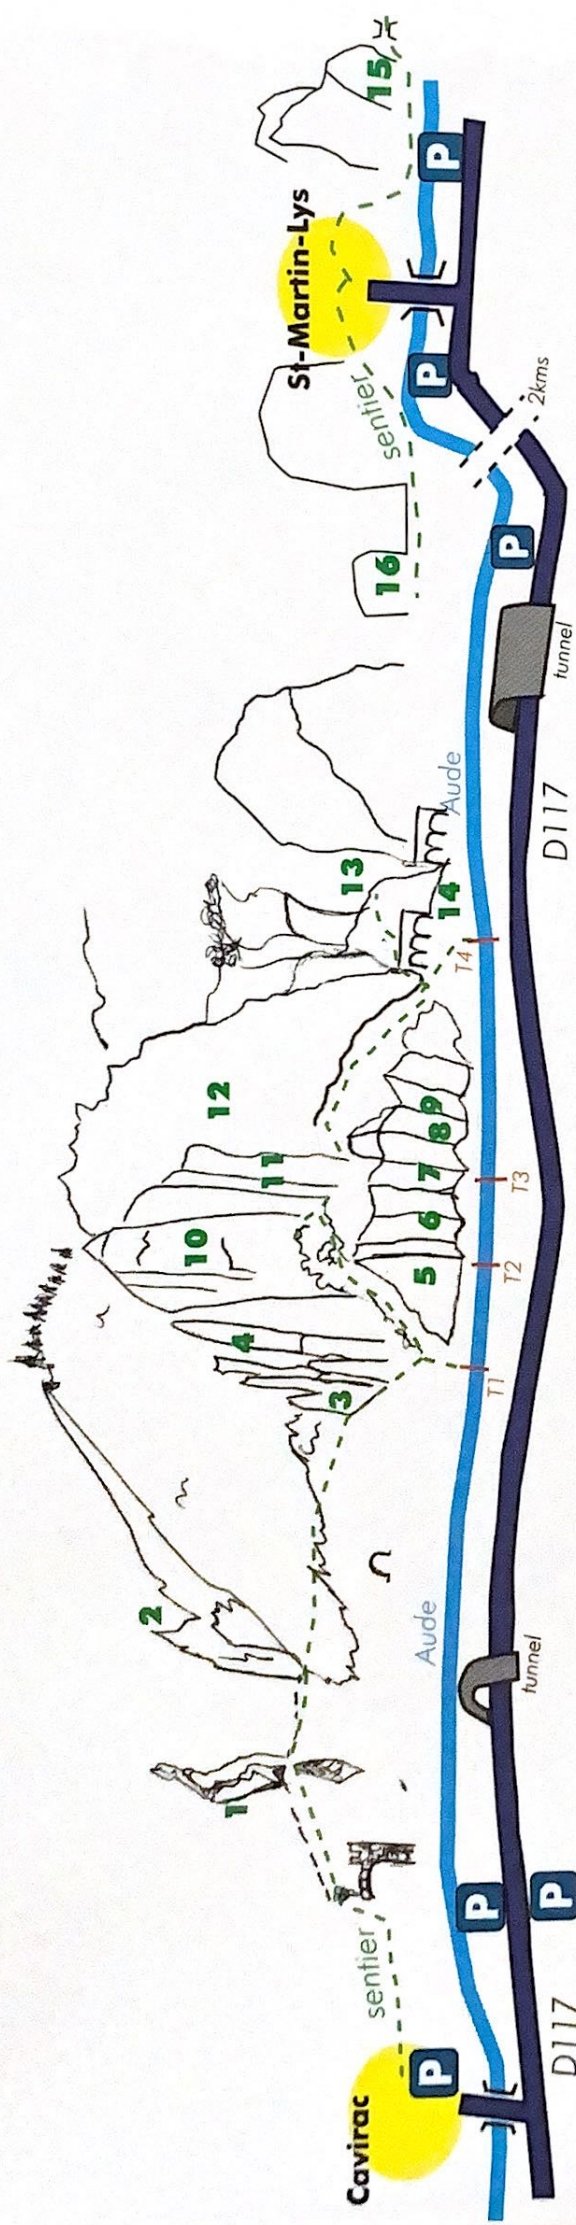 Cavirac
P
sentier
P
P
D117
1
2
tunnel
Aude
3
4
T1
5
T2
10
6
T3
7
11
8
9
12
T4
14
13
Aude
D117
tunnel
P
16
2kms
sentier
P
St-Martin-Lys
P
15